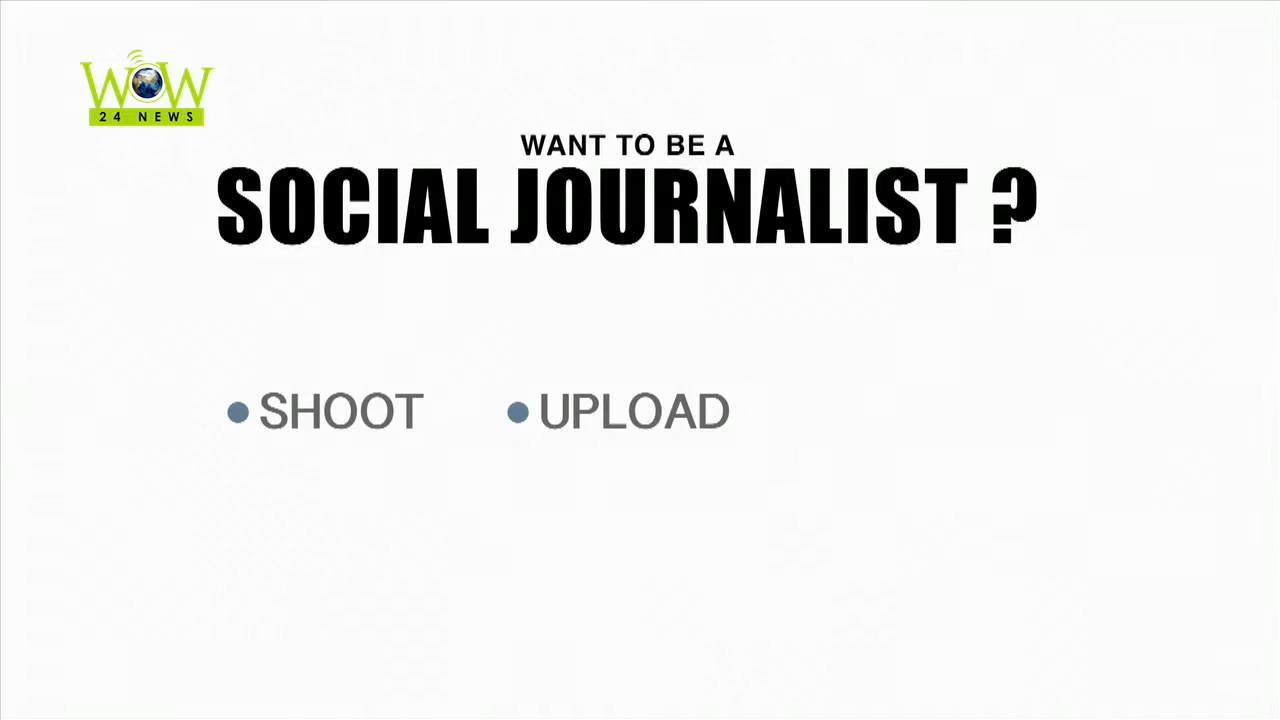 WOW
24 NEWS
WANT TO BE A
SOCIAL JOURNALIST ?
• SHOOT • UPLOAD